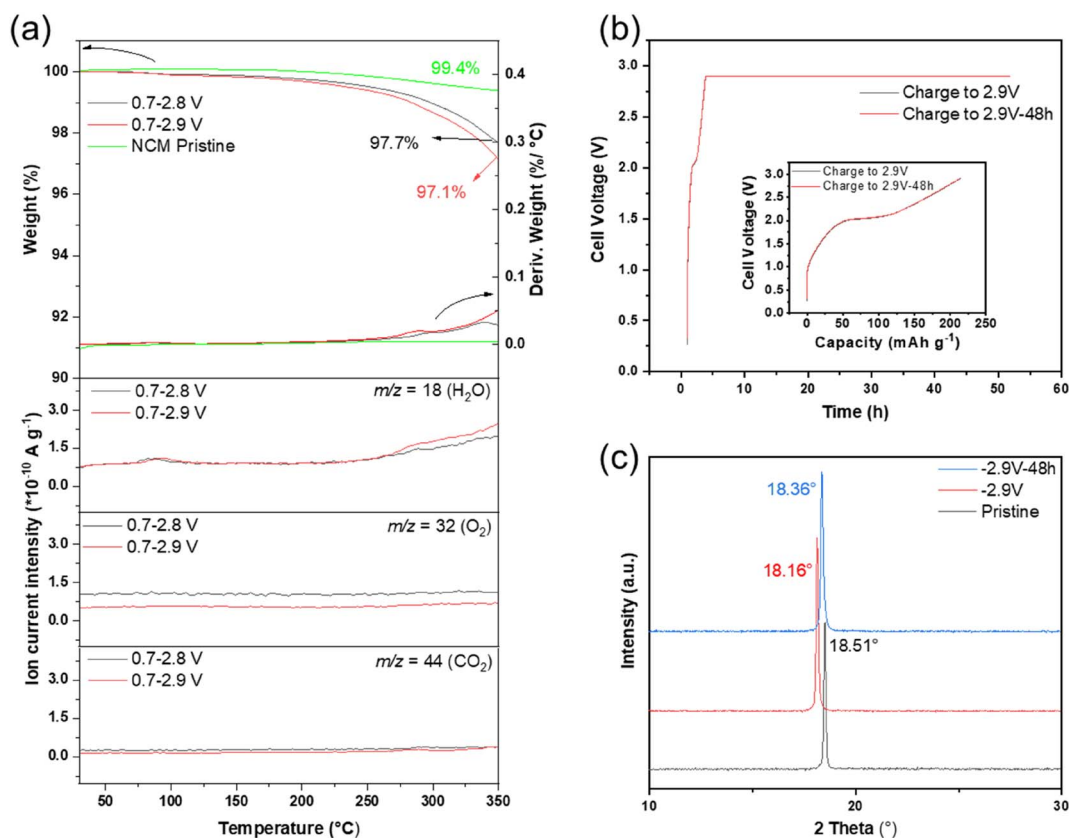 (a)
100
98
96
94
92
90
Weight (%)
0.4
0.3
0.2
0.1
0.0
Deriv. Weight (%/ °C)
0.7-2.8 V
0.7-2.9 V
NCM Pristine
99.4%
97.7%
97.1%
0.7-2.8 V
0.7-2.9 V
m/z = 18 (H₂O)
3.0
1.5
0.0
0.7-2.8 V
0.7-2.9 V
m/z = 32 (O₂)
3.0
1.5
0.0
0.7-2.8 V
0.7-2.9 V
m/z = 44 (CO₂)
3.0
1.5
0.0
Ion current intensity (*10⁻¹⁰ A g⁻¹)
50 100 150 200 250 300 350
Temperature (°C)
(b)
3.0
2.5
2.0
1.5
1.0
0.5
0.0
Cell Voltage (V)
Charge to 2.9V
Charge to 2.9V-48h
Charge to 2.9V
Charge to 2.9V-48h
3.0
2.5
2.0
1.5
1.0
0.5
0.0
Cell Voltage (V)
0 50 100 150 200 250
Capacity (mAh g⁻¹)
0 10 20 30 40 50 60
Time (h)
(c)
-2.9V-48h
-2.9V
Pristine
18.36°
18.16°
18.51°
Intensity (a.u.)
10 20 30
2 Theta (°)